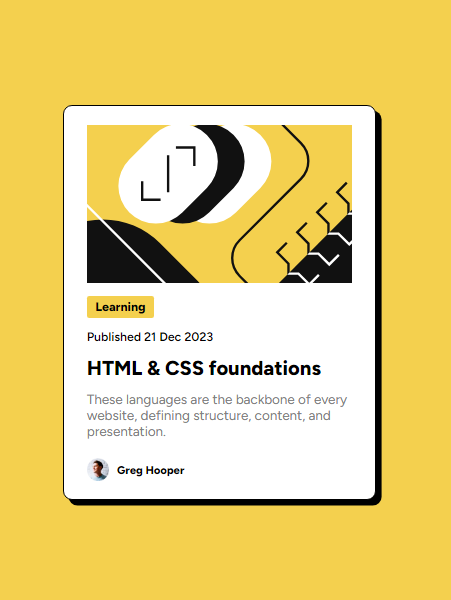 Learning
Published 21 Dec 2023
HTML & CSS foundations
These languages are the backbone of every
website, defining structure, content, and
presentation.
Greg Hooper